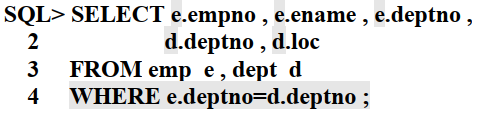 SQL> SELECT e.empno , e.ename , e.deptno ,
2 d.deptno , d.loc
3 FROM emp e , dept d
4 WHERE e.deptno=d.deptno ;